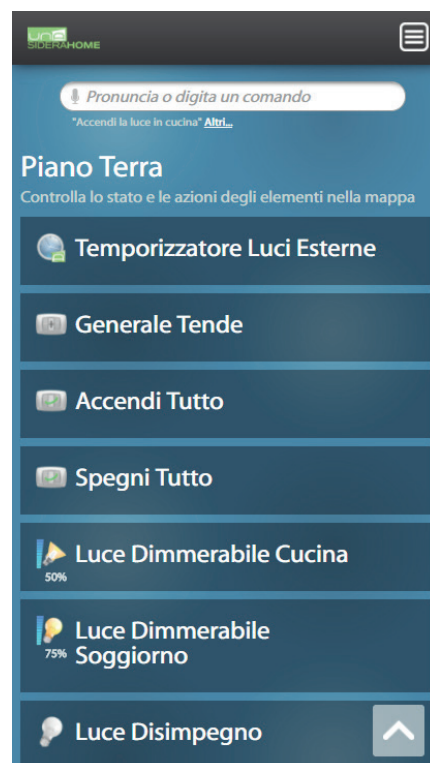 une
SIDERAHOME
Pronuncia o digita un comando
"Accendi la luce in cucina" Altri...
Piano Terra
Controlla lo stato e le azioni degli elementi nella mappa
Temporizzatore Luci Esterne
Generale Tende
Accendi Tutto
Spegni Tutto
Luce Dimmerabile Cucina
50%
Luce Dimmerabile
Soggiorno
75%
Luce Disimpegno